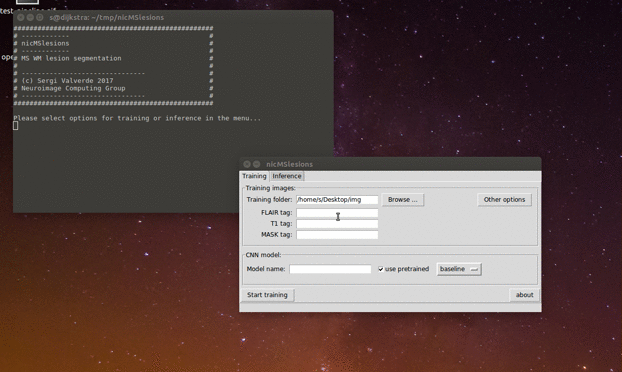 test
ope
s@dijkstra: ~/tmp/nicMSlesions
##################################################
# ------------ #
# nicMSlesions #
# ------------ #
# MS WM lesion segmentation #
# #
# ------------------------------- #
# (c) Sergi Valverde 2017 #
# Neuroimage Computing Group #
# ------------------------------- #
##################################################
Please select options for training or inference in the menu...
nicMSlesions
Training Inference
Training images:
Training folder: /home/s/Desktop/img Browse ... Other options
FLAIR tag:
T1 tag:
MASK tag:
CNN model:
Model name: use pretrained baseline
Start training about